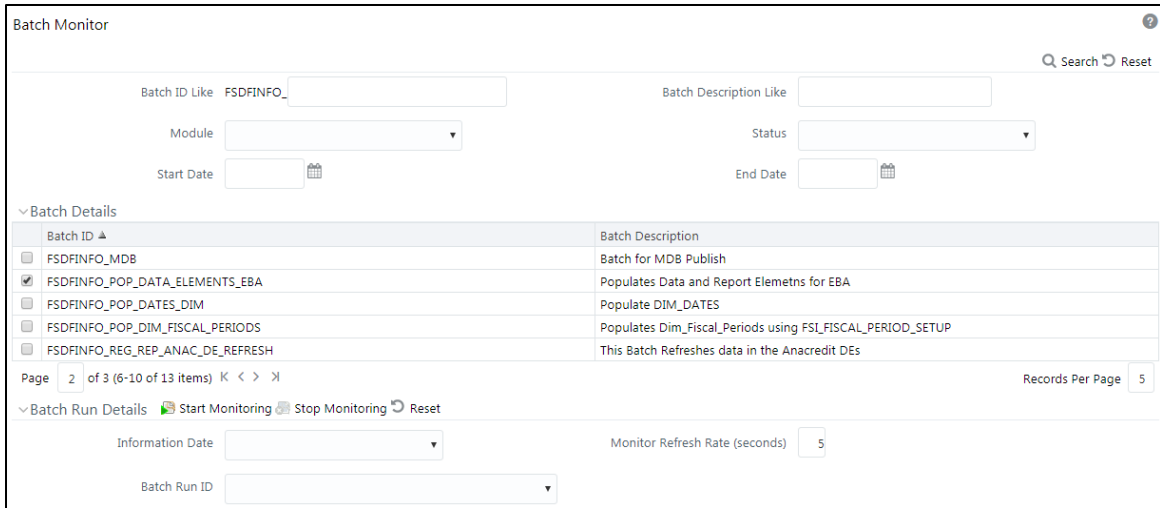 Batch Monitor
Search Reset
Batch ID Like FSDFINFO_ Batch Description Like
Module Status
Start Date End Date
Batch Details
Batch ID Batch Description
FSDFINFO_MDB Batch for MDB Publish
FSDFINFO_POP_DATA_ELEMENTS_EBA Populates Data and Report Elemetns for EBA
FSDFINFO_POP_DATES_DIM Populate DIM_DATES
FSDFINFO_POP_DIM_FISCAL_PERIODS Populates Dim_Fiscal_Periods using FSI_FISCAL_PERIOD_SETUP
FSDFINFO_REG_REP_ANAC_DE_REFRESH This Batch Refreshes data in the Anacredit DEs
Page 2 of 3 (6-10 of 13 items) Records Per Page 5
Batch Run Details Start Monitoring Stop Monitoring Reset
Information Date Monitor Refresh Rate (seconds) 5
Batch Run ID